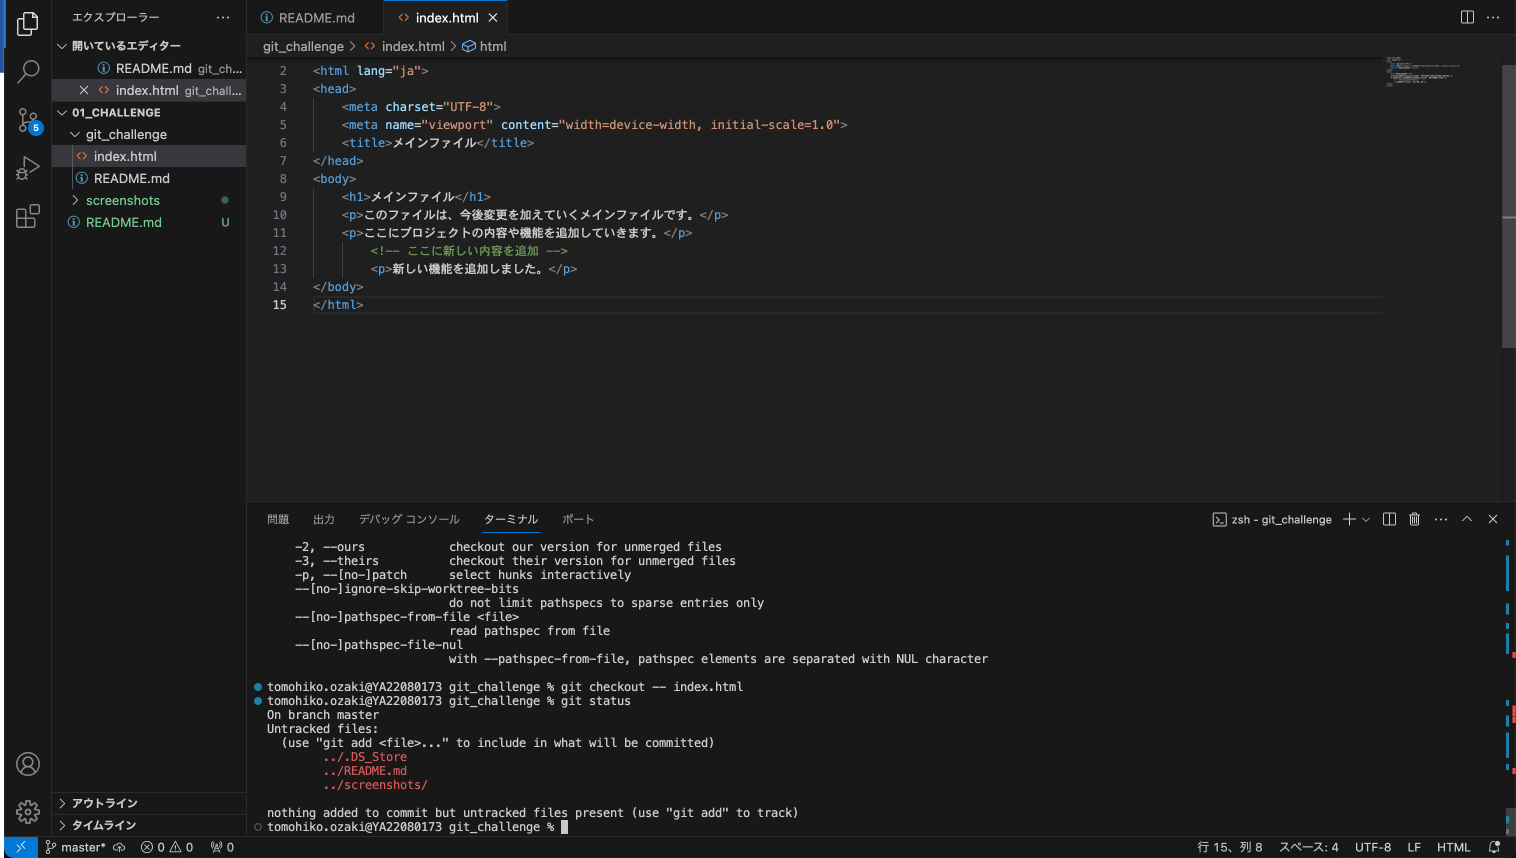 エクスプローラー
開いているエディター
README.md git_ch...
index.html git_chall...
01_CHALLENGE
git_challenge
index.html
README.md
screenshots
README.md U
アウトライン
タイムライン
5
README.md
index.html
git_challenge > index.html > html
2 <html lang="ja">
3 <head>
4 <meta charset="UTF-8">
5 <meta name="viewport" content="width=device-width, initial-scale=1.0">
6 <title>メインファイル</title>
7 </head>
8 <body>
9 <h1>メインファイル</h1>
10 <p>このファイルは、今後変更を加えていくメインファイルです。</p>
11 <p>ここにプロジェクトの内容や機能を追加していきます。</p>
12 <!-- ここに新しい内容を追加 -->
13 <p>新しい機能を追加しました。</p>
14 </body>
15 </html>
問題 出力 デバッグ コンソール ターミナル ポート
zsh - git_challenge
-2, --ours checkout our version for unmerged files
-3, --theirs checkout their version for unmerged files
-p, --[no-]patch select hunks interactively
--[no-]ignore-skip-worktree-bits
do not limit pathspecs to sparse entries only
--[no-]pathspec-from-file <file>
read pathspec from file
--[no-]pathspec-file-nul
with --pathspec-from-file, pathspec elements are separated with NUL character
tomohiko.ozaki@YA22080173 git_challenge % git checkout -- index.html
tomohiko.ozaki@YA22080173 git_challenge % git status
On branch master
Untracked files:
(use "git add <file>..." to include in what will be committed)
../.DS_Store
../README.md
../screenshots/
nothing added to commit but untracked files present (use "git add" to track)
tomohiko.ozaki@YA22080173 git_challenge %
master* 0 0 0
行 15、列 8 スペース: 4 UTF-8 LF HTML